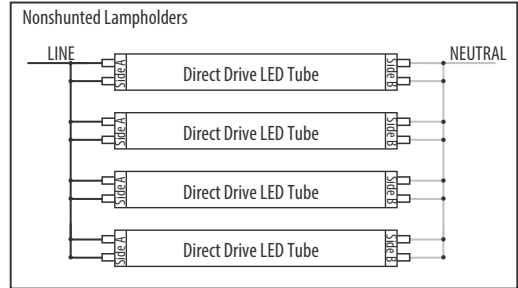 Nonshunted Lampholders
LINE
NEUTRAL
Side A
Direct Drive LED Tube
Side B
Side A
Direct Drive LED Tube
Side B
Side A
Direct Drive LED Tube
Side B
Side A
Direct Drive LED Tube
Side B